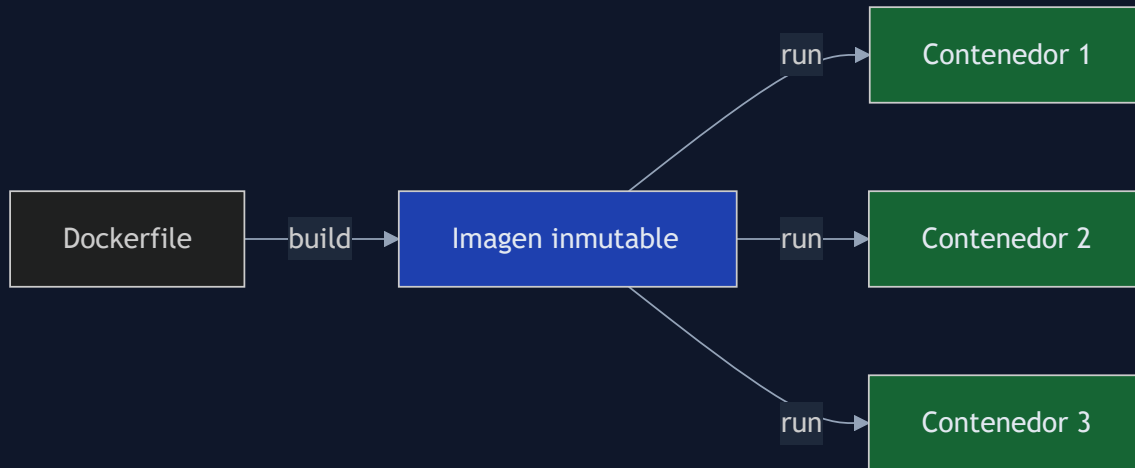 run
Contenedor 1
Dockerfile
build
Imagen inmutable
run
Contenedor 2
run
Contenedor 3